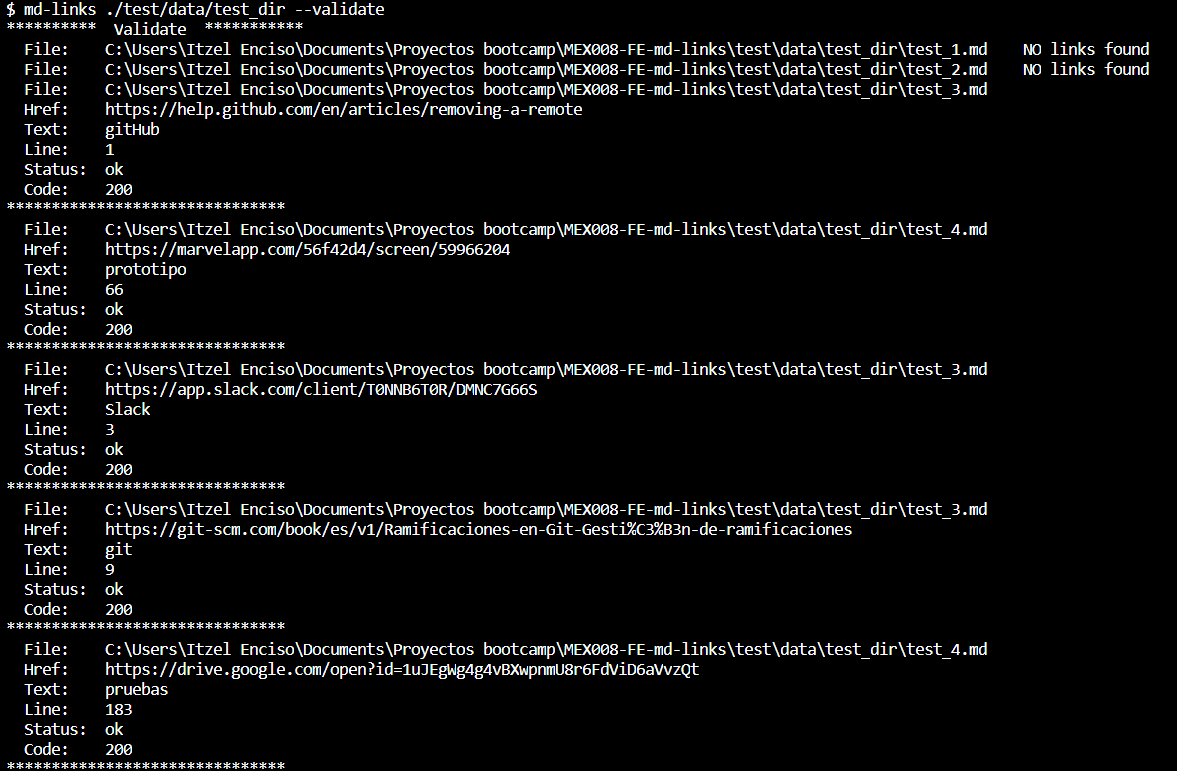 $ md-links ./test/data/test_dir --validate
********** Validate ***********
File: C:\Users\Itzel Enciso\Documents\Proyectos bootcamp\MEX008-FE-md-links\test\data\test_dir\test_1.md NO links found
File: C:\Users\Itzel Enciso\Documents\Proyectos bootcamp\MEX008-FE-md-links\test\data\test_dir\test_2.md NO links found
File: C:\Users\Itzel Enciso\Documents\Proyectos bootcamp\MEX008-FE-md-links\test\data\test_dir\test_3.md
Href: https://help.github.com/en/articles/removing-a-remote
Text: gitHub
Line: 1
Status: ok
Code: 200
*******************************
File: C:\Users\Itzel Enciso\Documents\Proyectos bootcamp\MEX008-FE-md-links\test\data\test_dir\test_4.md
Href: https://marvelapp.com/56f42d4/screen/59966204
Text: prototipo
Line: 66
Status: ok
Code: 200
*******************************
File: C:\Users\Itzel Enciso\Documents\Proyectos bootcamp\MEX008-FE-md-links\test\data\test_dir\test_3.md
Href: https://app.slack.com/client/T0NNB6T0R/DMNC7G66S
Text: Slack
Line: 3
Status: ok
Code: 200
*******************************
File: C:\Users\Itzel Enciso\Documents\Proyectos bootcamp\MEX008-FE-md-links\test\data\test_dir\test_3.md
Href: https://git-scm.com/book/es/v1/Ramificaciones-en-Git-Gesti%C3%B3n-de-ramificaciones
Text: git
Line: 9
Status: ok
Code: 200
*******************************
File: C:\Users\Itzel Enciso\Documents\Proyectos bootcamp\MEX008-FE-md-links\test\data\test_dir\test_4.md
Href: https://drive.google.com/open?id=1uJEgWg4g4vBXwpnmU8r6FdViD6aVvzQt
Text: pruebas
Line: 183
Status: ok
Code: 200
*******************************